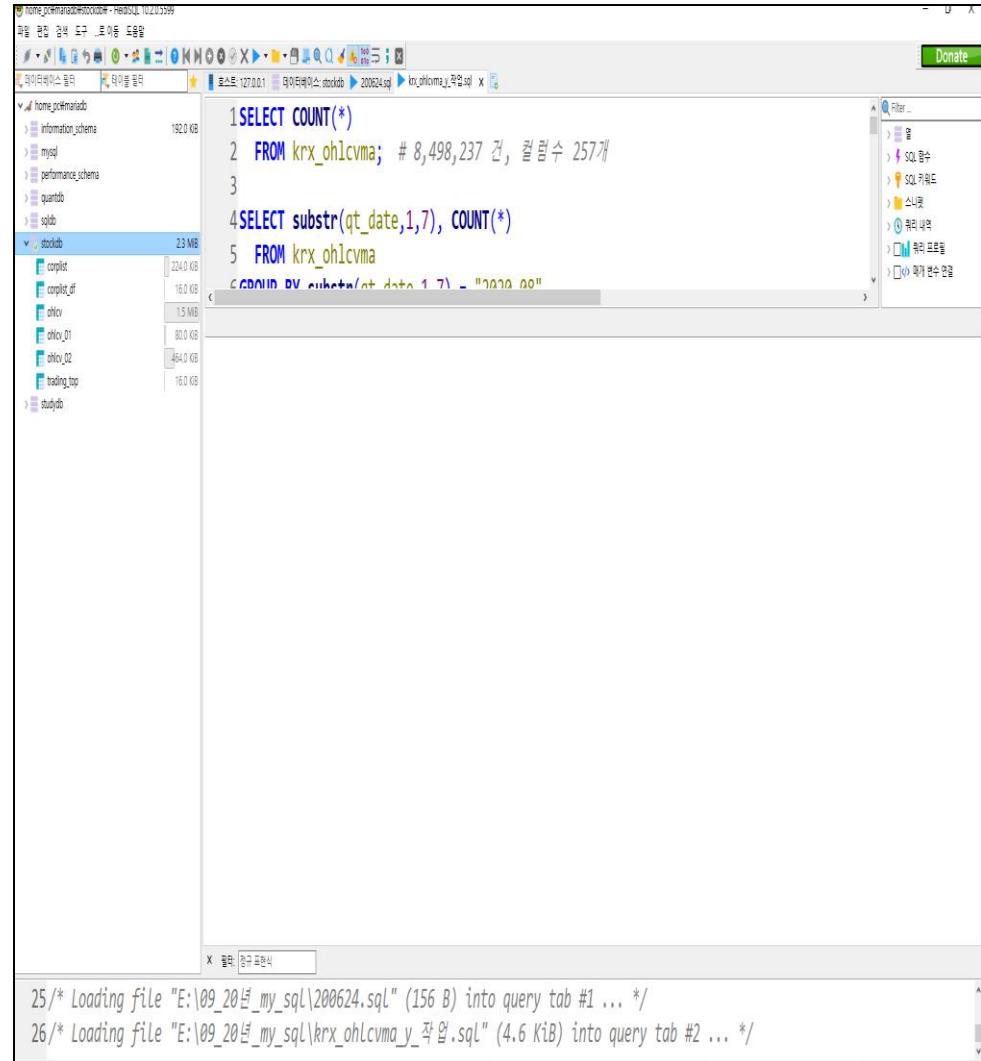 home_pc#mariadb#stockdb# - HeidiSQL 10.2.0.5599
파일 편집 검색 도구 ...로 이동 도움말
Donate
데이터베이스 필터 테이블 필터
호스트: 127.0.0.1 데이터베이스: stockdb 200624.sql krx_ohlcvma_y_작업.sql x
home_pc#mariadb
information_schema 192.0 KiB
mysql
performance_schema
quantdb
sqldb
stockdb 2.3 MiB
corplist 224.0 KiB
corplist_df 16.0 KiB
ohlcv 1.5 MiB
ohlcv_01 80.0 KiB
ohlcv_02 464.0 KiB
trading_top 16.0 KiB
studydb
1 SELECT COUNT(*)
2 FROM krx_ohlcvma; # 8,498,237 건, 컬럼수 257개
3
4 SELECT substr(qt_date,1,7), COUNT(*)
5 FROM krx_ohlcvma
6 GROUP BY substr(qt_date,1,7) = "2020-08"
Filter ...
열
SQL 함수
SQL 키워드
스니펫
쿼리 내역
쿼리 프로필
매개 변수 연결
X 필터: 정규 표현식
25 /* Loading file "E:\09_20년_my_sql\200624.sql" (156 B) into query tab #1 ... */
26 /* Loading file "E:\09_20년_my_sql\krx_ohlcvma_y_작업.sql" (4.6 KiB) into query tab #2 ... */